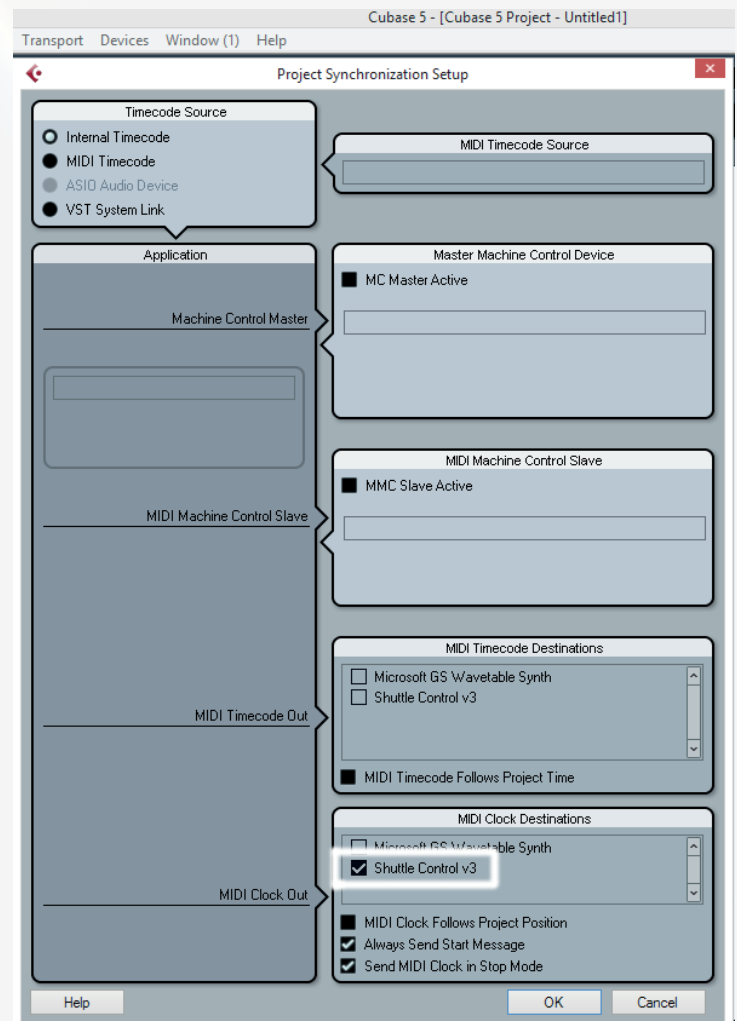 Cubase 5 - [Cubase 5 Project - Untitled1]
Transport Devices Window (1) Help
Project Synchronization Setup
Timecode Source
Internal Timecode
MIDI Timecode
ASIO Audio Device
VST System Link
MIDI Timecode Source
Application
Machine Control Master
MIDI Machine Control Slave
MIDI Timecode Out
MIDI Clock Out
Master Machine Control Device
MC Master Active
MIDI Machine Control Slave
MMC Slave Active
MIDI Timecode Destinations
Microsoft GS Wavetable Synth
Shuttle Control v3
MIDI Timecode Follows Project Time
MIDI Clock Destinations
Microsoft GS Wavetable Synth
Shuttle Control v3
MIDI Clock Follows Project Position
Always Send Start Message
Send MIDI Clock in Stop Mode
Help
OK
Cancel